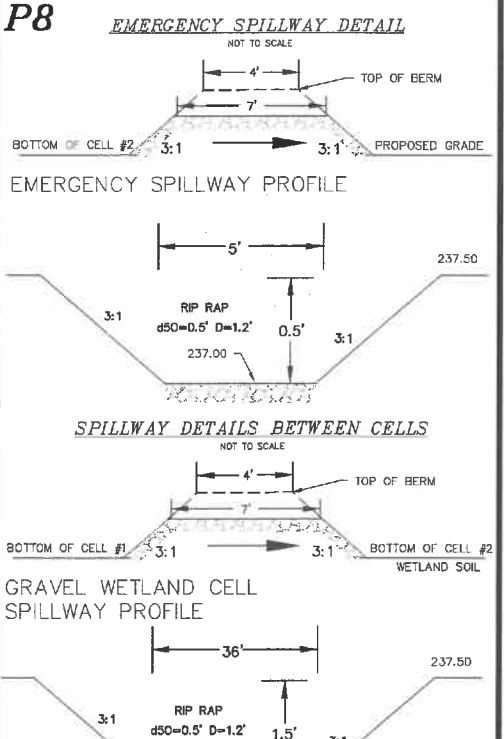 P8
EMERGENCY SPILLWAY DETAIL
NOT TO SCALE
4'
TOP OF BERM
7'
BOTTOM OF CELL #2
3:1
3:1
PROPOSED GRADE
EMERGENCY SPILLWAY PROFILE
5'
237.50
3:1
RIP RAP
d50=0.5' D=1.2'
0.5'
3:1
237.00
SPILLWAY DETAILS BETWEEN CELLS
NOT TO SCALE
4'
TOP OF BERM
7'
BOTTOM OF CELL #1
3:1
3:1
BOTTOM OF CELL #2
WETLAND SOIL
GRAVEL WETLAND CELL
SPILLWAY PROFILE
36'
237.50
3:1
RIP RAP
d50=0.5' D=1.2'
1.5'